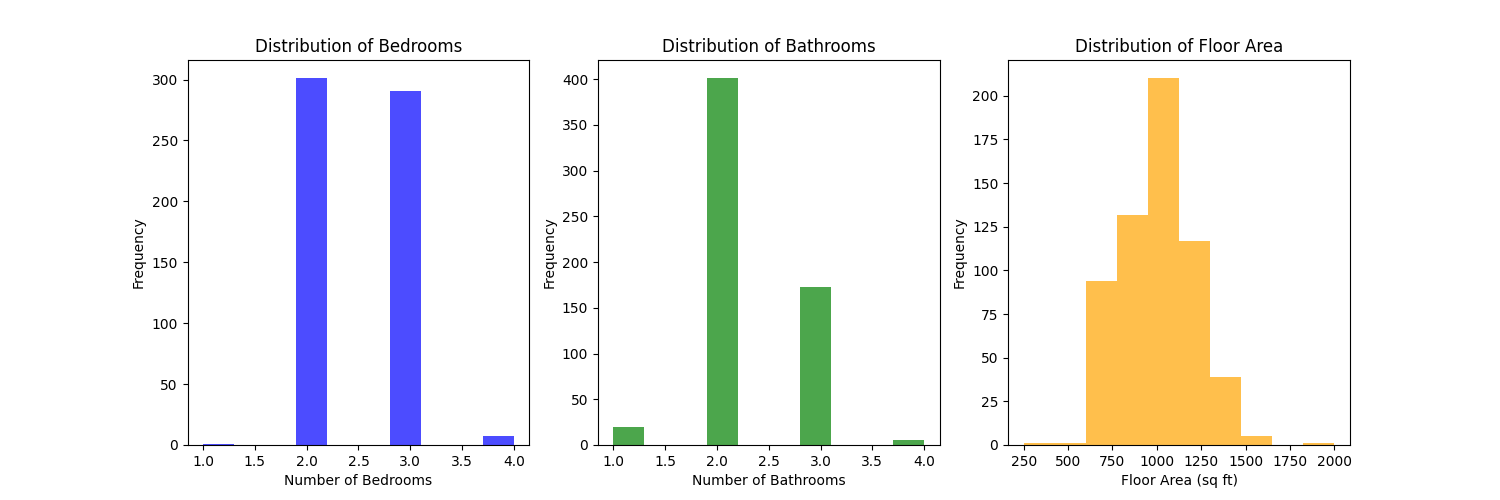 Distribution of Bedrooms
Frequency
300
250
200
150
100
50
0
1.0 1.5 2.0 2.5 3.0 3.5 4.0
Number of Bedrooms
Distribution of Bathrooms
Frequency
400
350
300
250
200
150
100
50
0
1.0 1.5 2.0 2.5 3.0 3.5 4.0
Number of Bathrooms
Distribution of Floor Area
Frequency
200
175
150
125
100
75
50
25
0
250 500 750 1000 1250 1500 1750 2000
Floor Area (sq ft)